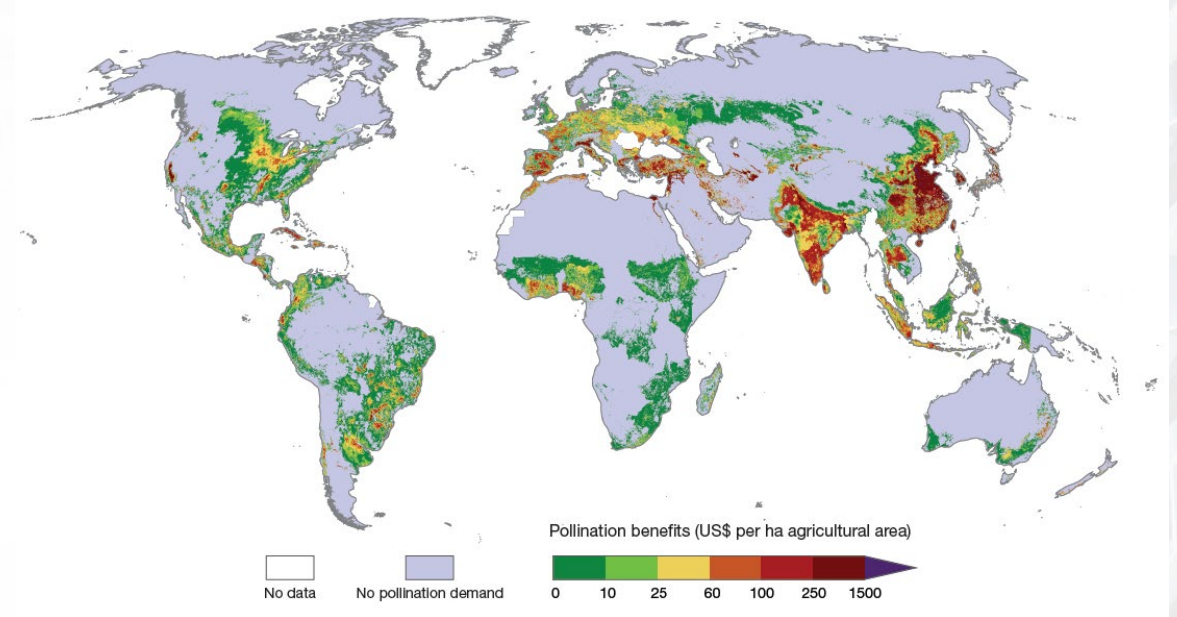 Pollination benefits (US$ per ha agricultural area)
No data
No pollination demand
0 10 25 60 100 250 1500